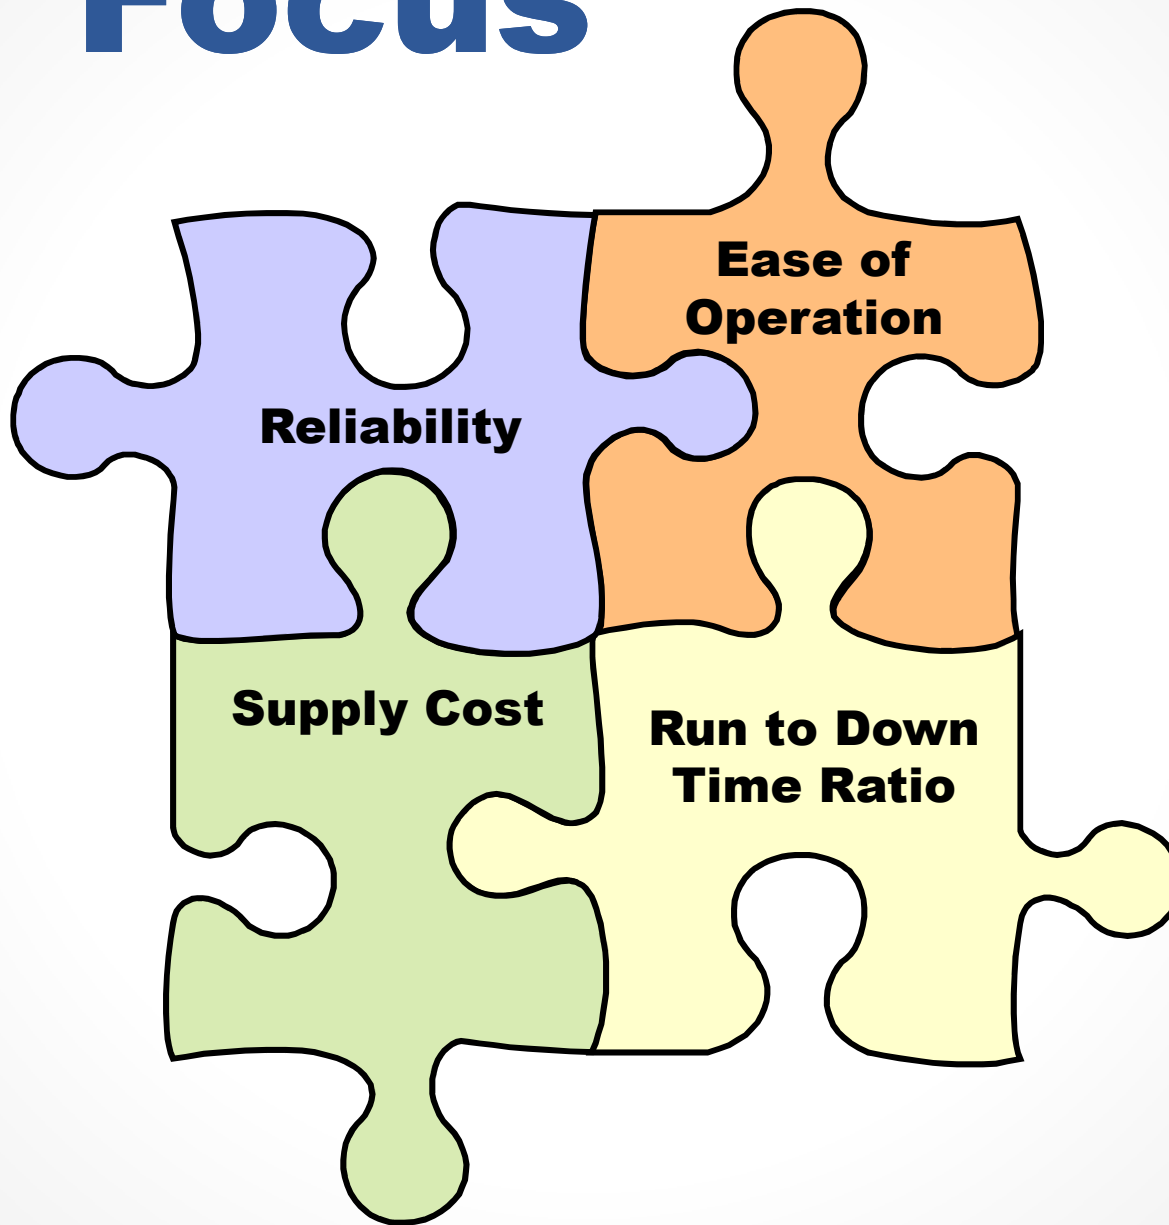 Focus
Ease of
Operation
Reliability
Supply Cost
Run to Down
Time Ratio